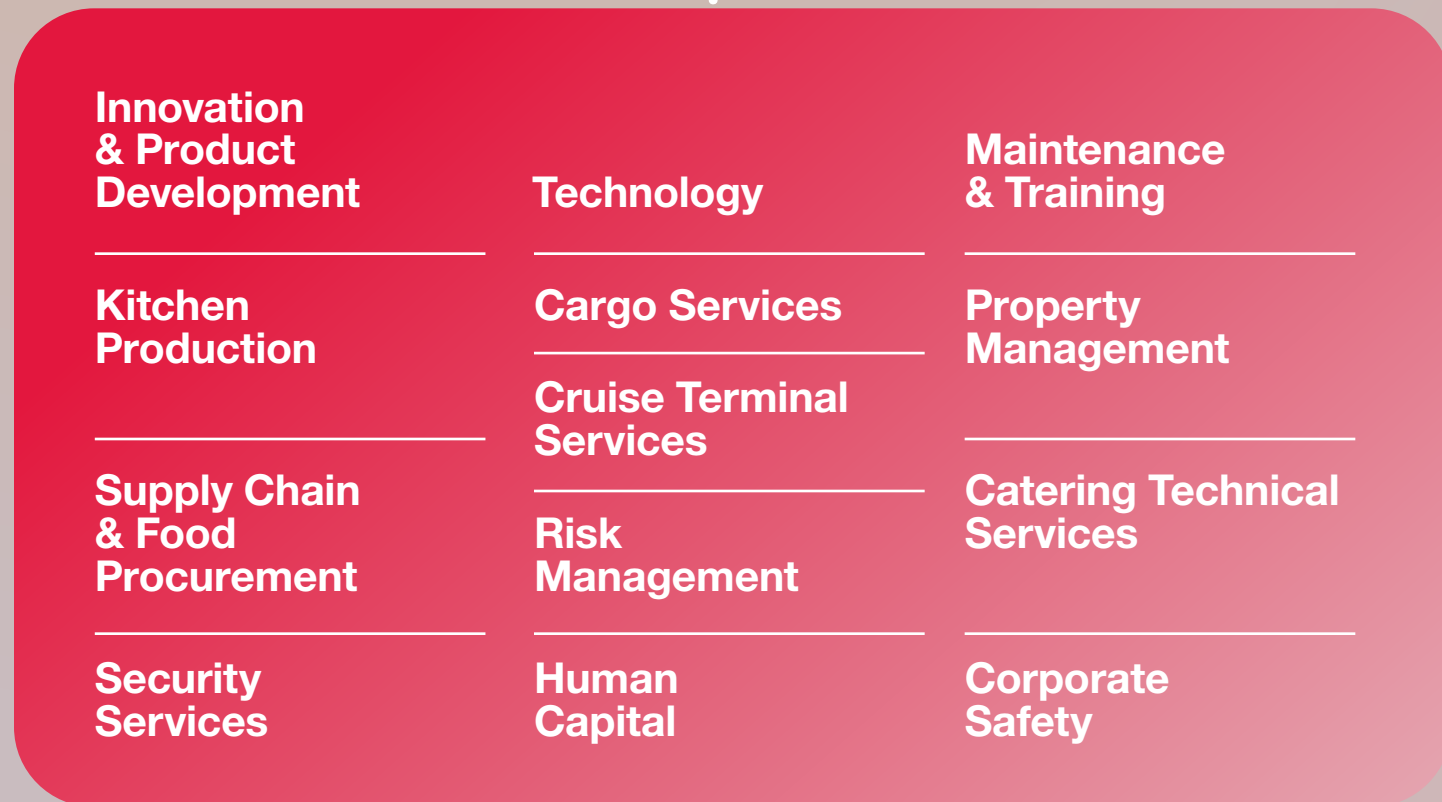 Innovation
& Product
Development
Kitchen
Production
Supply Chain
& Food
Procurement
Security
Services
Technology
Cargo Services
Cruise Terminal
Services
Risk
Management
Human
Capital
Maintenance
& Training
Property
Management
Catering Technical
Services
Corporate
Safety